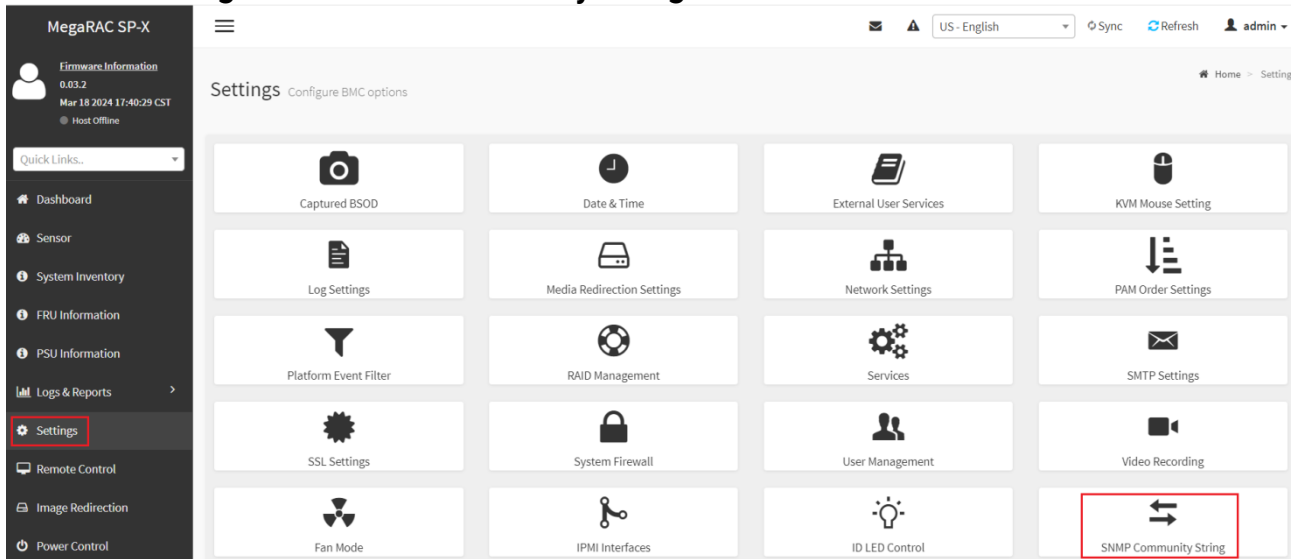 MegaRAC SP-X
US - English
Sync
Refresh
admin
Firmware Information
0.03.2
Mar 18 2024 17:40:29 CST
Host Offline
Settings Configure BMC options
Home > Setting
Quick Links..
Dashboard
Sensor
System Inventory
FRU Information
PSU Information
Logs & Reports >
Settings
Remote Control
Image Redirection
Power Control
Captured BSOD
Date & Time
External User Services
KVM Mouse Setting
Log Settings
Media Redirection Settings
Network Settings
PAM Order Settings
Platform Event Filter
RAID Management
Services
SMTP Settings
SSL Settings
System Firewall
User Management
Video Recording
Fan Mode
IPMI Interfaces
ID LED Control
SNMP Community String